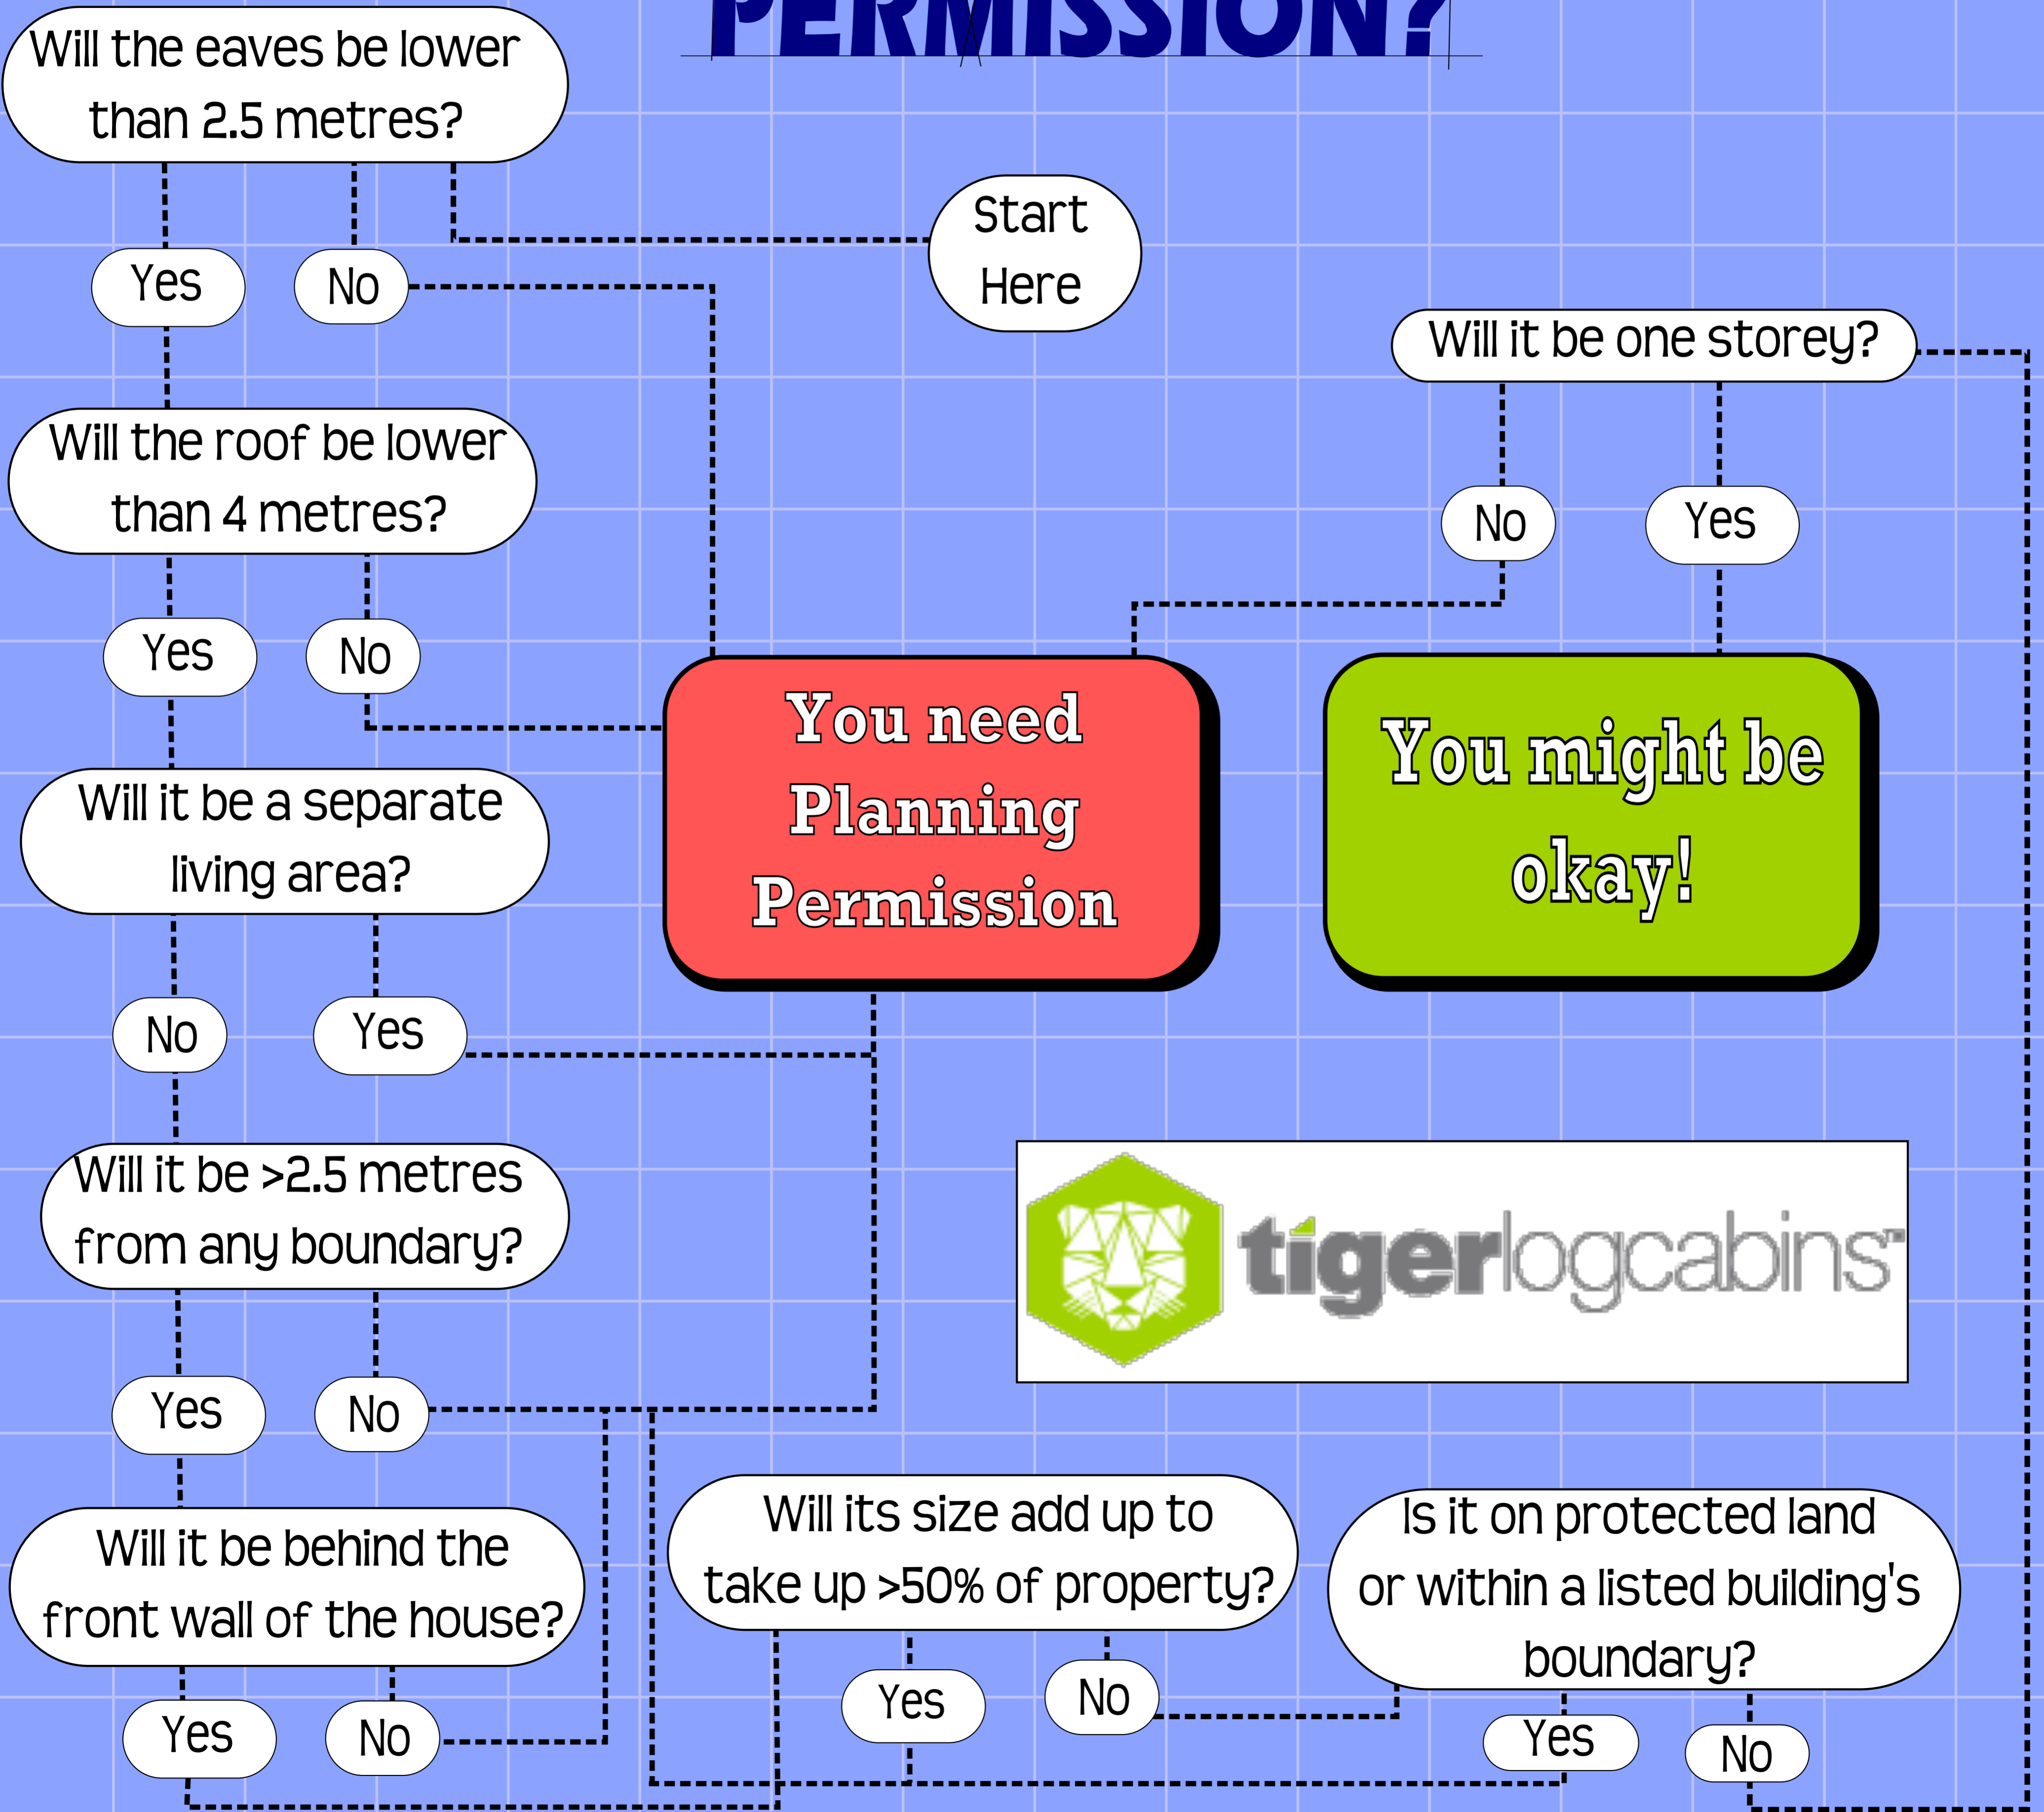 PERMISSION?
Will the eaves be lower
than 2.5 metres?
Start
Here
Yes
No
Will the roof be lower
than 4 metres?
Yes
No
Will it be a separate
living area?
No
Yes
Will it be >2.5 metres
from any boundary?
Yes
No
Will it be behind the
front wall of the house?
Yes
No
Will its size add up to
take up >50% of property?
Yes
No
Is it on protected land
or within a listed building's
boundary?
Yes
No
Will it be one storey?
No
Yes
You need
Planning
Permission
You might be
okay!
tigerlogcabins™